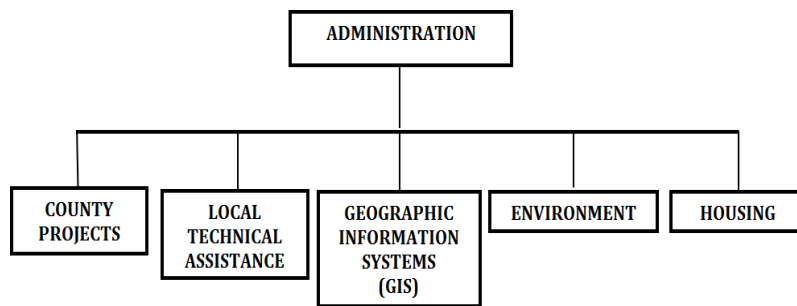 ADMINISTRATION
COUNTY
PROJECTS
LOCAL
TECHNICAL
ASSISTANCE
GEOGRAPHIC
INFORMATION
SYSTEMS
(GIS)
ENVIRONMENT
HOUSING